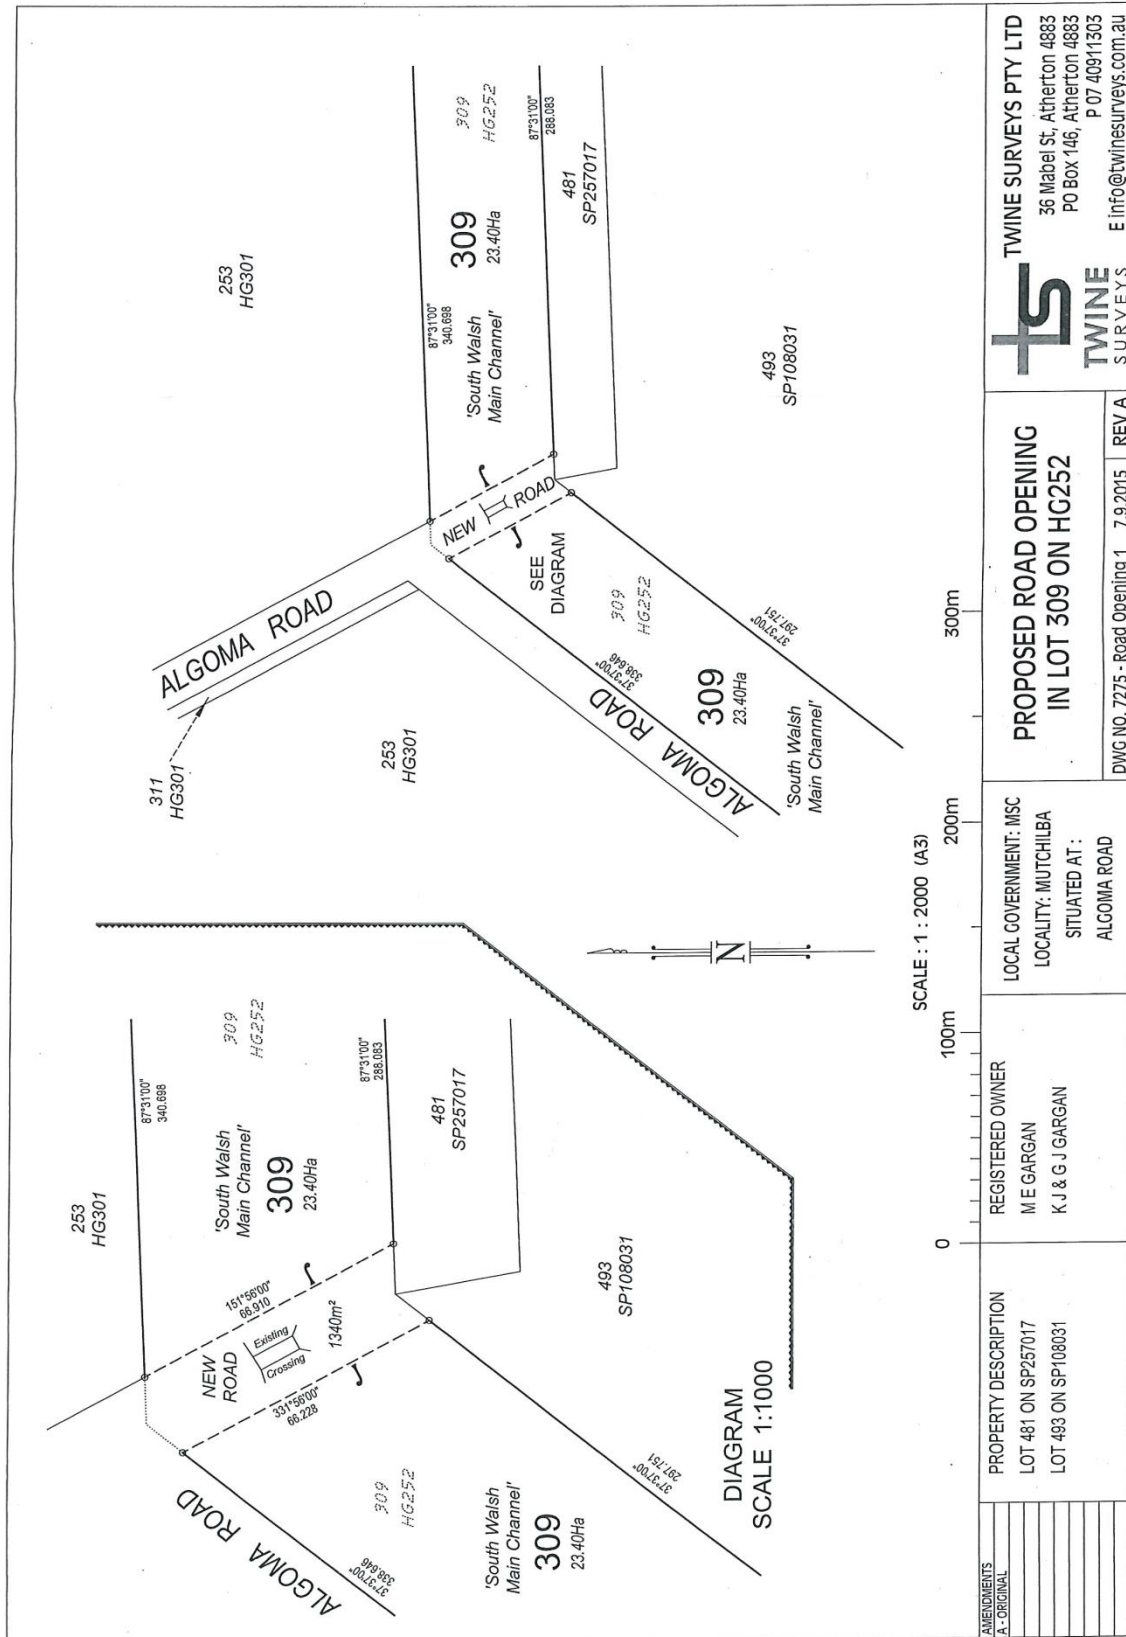 253
HG301
87°31'00"
340.698
309
HG252
'South Walsh
Main Channel'
309
23.40Ha
87°31'00"
288.083
481
SP257017
151°56'00"
66.910
NEW
ROAD
Existing
Crossing
1340m²
331°56'00"
66.228
ALGOMA ROAD
37°37'00"
338.646
309
HG252
'South Walsh
Main Channel'
309
23.40Ha
37°37'00"
297.751
493
SP108031
DIAGRAM
SCALE 1:1000
N
311
HG301
ALGOMA ROAD
253
HG301
253
HG301
87°31'00"
340.698
'South Walsh
Main Channel'
309
23.40Ha
309
HG252
87°31'00"
288.083
481
SP257017
NEW ROAD
SEE
DIAGRAM
309
HG252
37°37'00"
338.646
ALGOMA ROAD
309
23.40Ha
'South Walsh
Main Channel'
37°37'00"
297.751
493
SP108031
SCALE : 1 : 2000 (A3)
0 100m 200m 300m
AMENDMENTS
A - ORIGINAL
PROPERTY DESCRIPTION
LOT 481 ON SP257017
LOT 493 ON SP108031
REGISTERED OWNER
M E GARGAN
K J & G J GARGAN
LOCAL GOVERNMENT: MSC
LOCALITY: MUTCHILBA
SITUATED AT :
ALGOMA ROAD
PROPOSED ROAD OPENING
IN LOT 309 ON HG252
DWG NO. 7275 - Road Opening 1 7.9.2015 REV A
TS
TWINE
SURVEYS
TWINE SURVEYS PTY LTD
36 Mabel St, Atherton 4883
PO Box 146, Atherton 4883
P 07 40911303
E info@twinesurveys.com.au